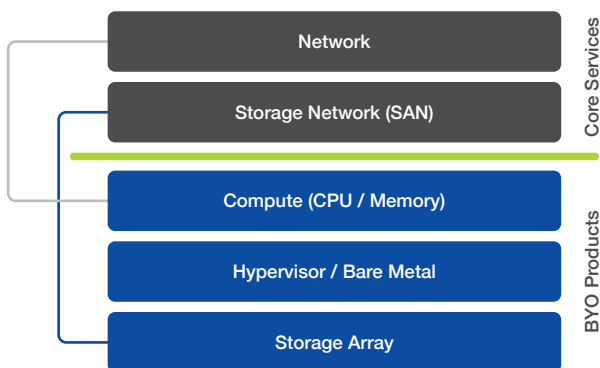 Network
Storage Network (SAN)
Core Services
Compute (CPU / Memory)
Hypervisor / Bare Metal
Storage Array
BYO Products